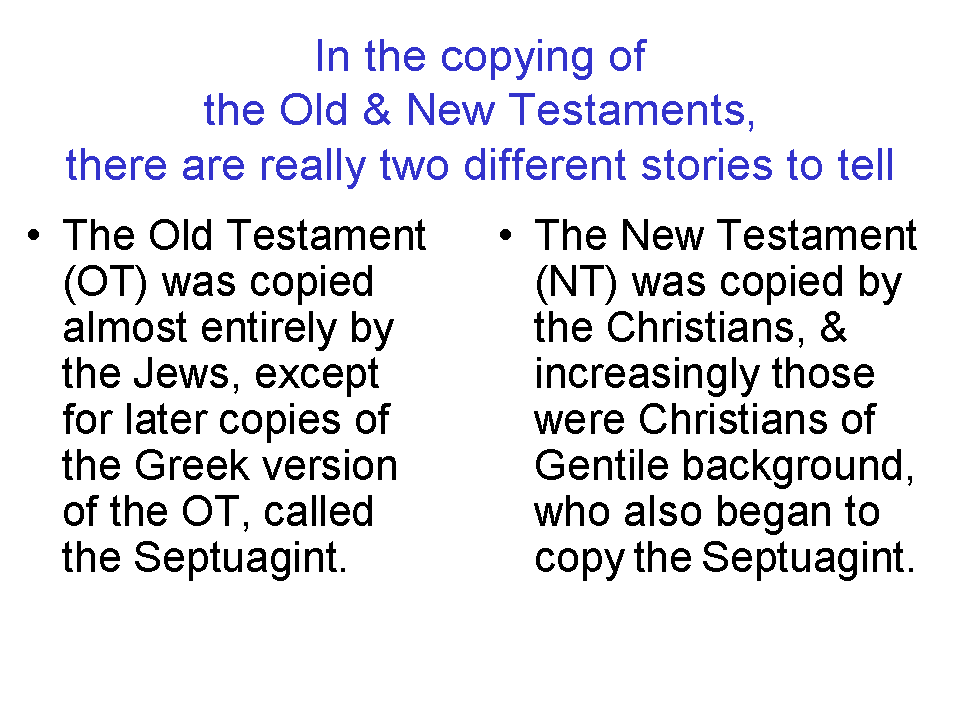 In the copying of
the Old & New Testaments,
there are really two different stories to tell
• The Old Testament
(OT) was copied
almost entirely by
the Jews, except
for later copies of
the Greek version
of the OT, called
the Septuagint.
• The New Testament
(NT) was copied by
the Christians, &
increasingly those
were Christians of
Gentile background,
who also began to
copy the Septuagint.